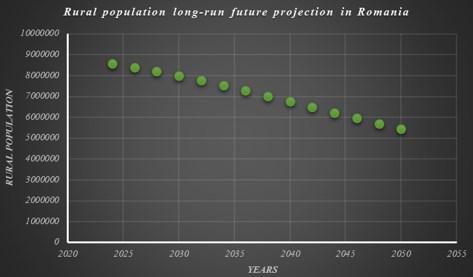 Rural population long-run future projection in Romania
10000000
9000000
8000000
7000000
6000000
5000000
4000000
3000000
2000000
1000000
0
RURAL POPULATION
2020 2025 2030 2035 2040 2045 2050 2055
YEARS